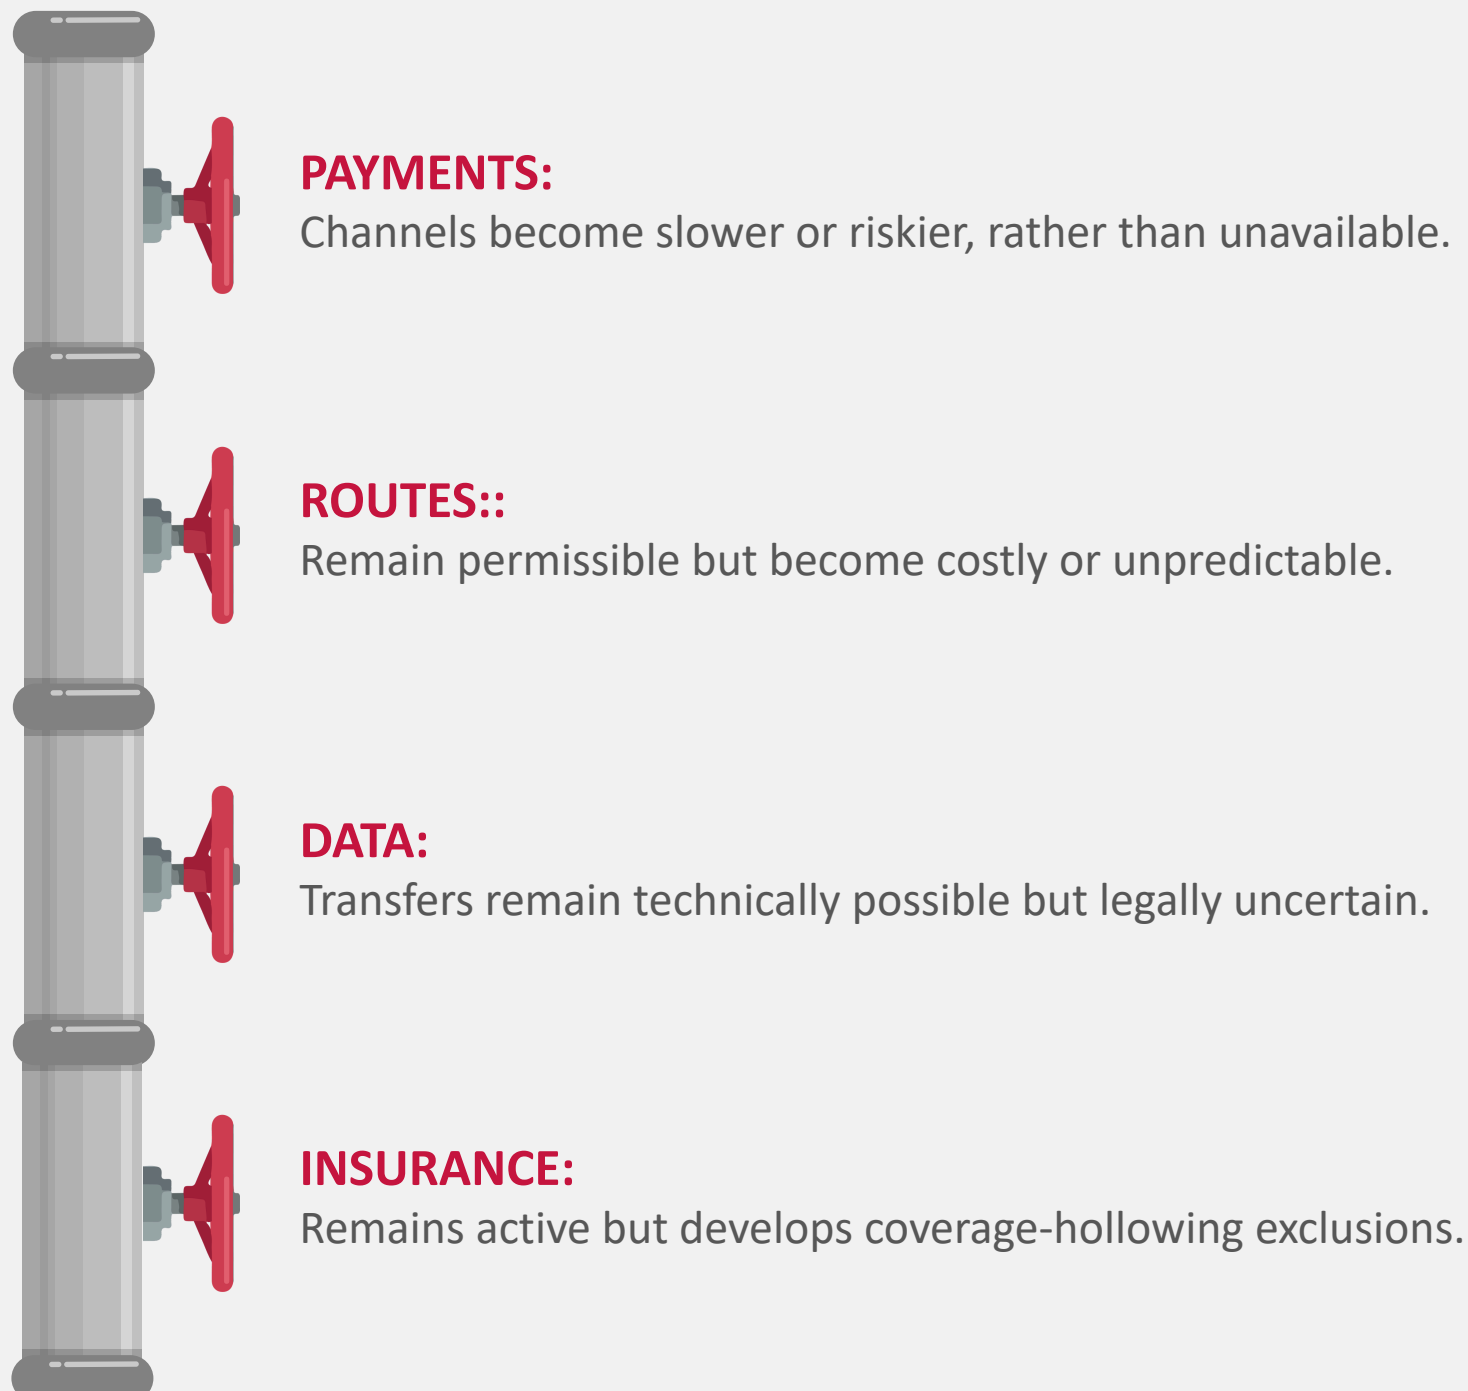 PAYMENTS:
Channels become slower or riskier, rather than unavailable.
ROUTES::
Remain permissible but become costly or unpredictable.
DATA:
Transfers remain technically possible but legally uncertain.
INSURANCE:
Remains active but develops coverage-hollowing exclusions.